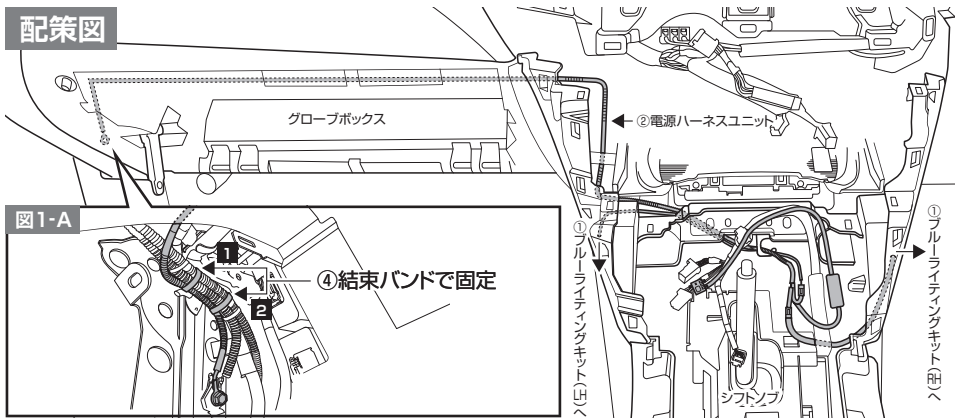 配策図
グローブボックス
②電源ハーネスユニット
図1-A
1
④結束バンドで固定
2
①ブルーライティングキット(LH)へ
シフトノブ
①ブルーライティングキット(RH)へ